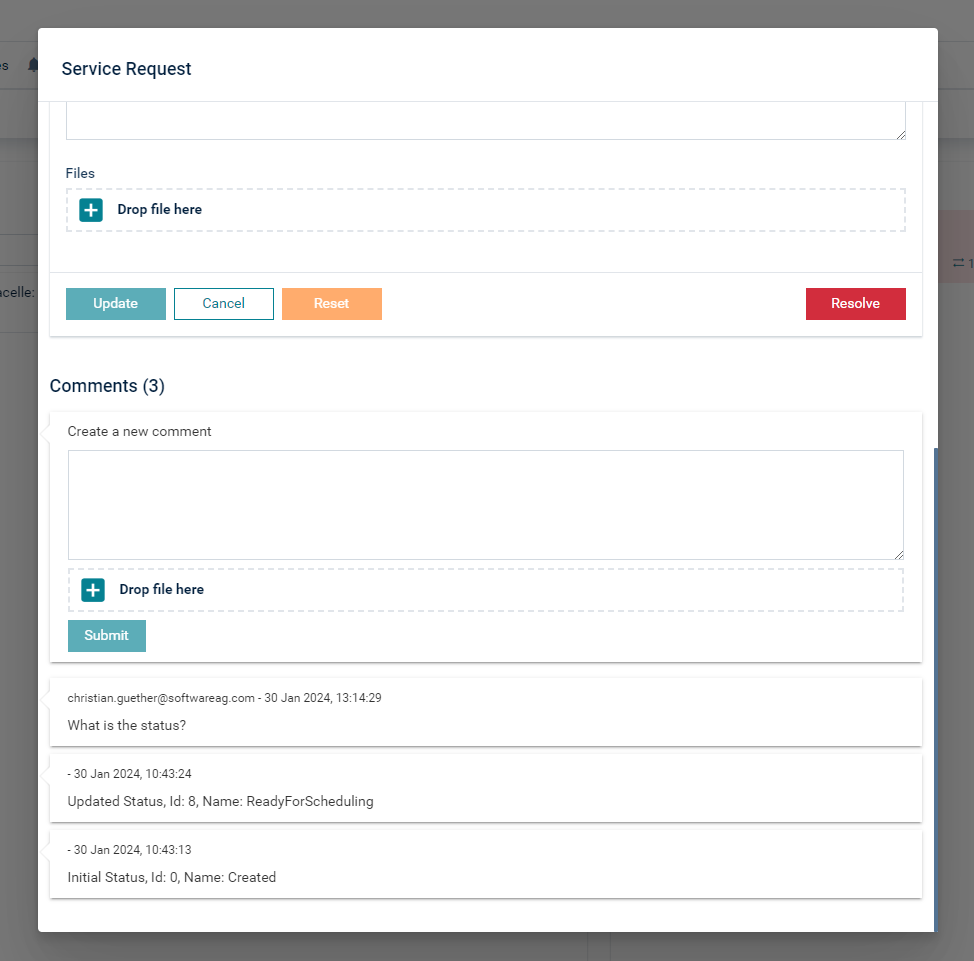 Service Request
Files
Drop file here
Update Cancel Reset Resolve
Comments (3)
Create a new comment
Drop file here
Submit
christian.guether@softwareag.com - 30 Jan 2024, 13:14:29
What is the status?
- 30 Jan 2024, 10:43:24
Updated Status, Id: 8, Name: ReadyForScheduling
- 30 Jan 2024, 10:43:13
Initial Status, Id: 0, Name: Created